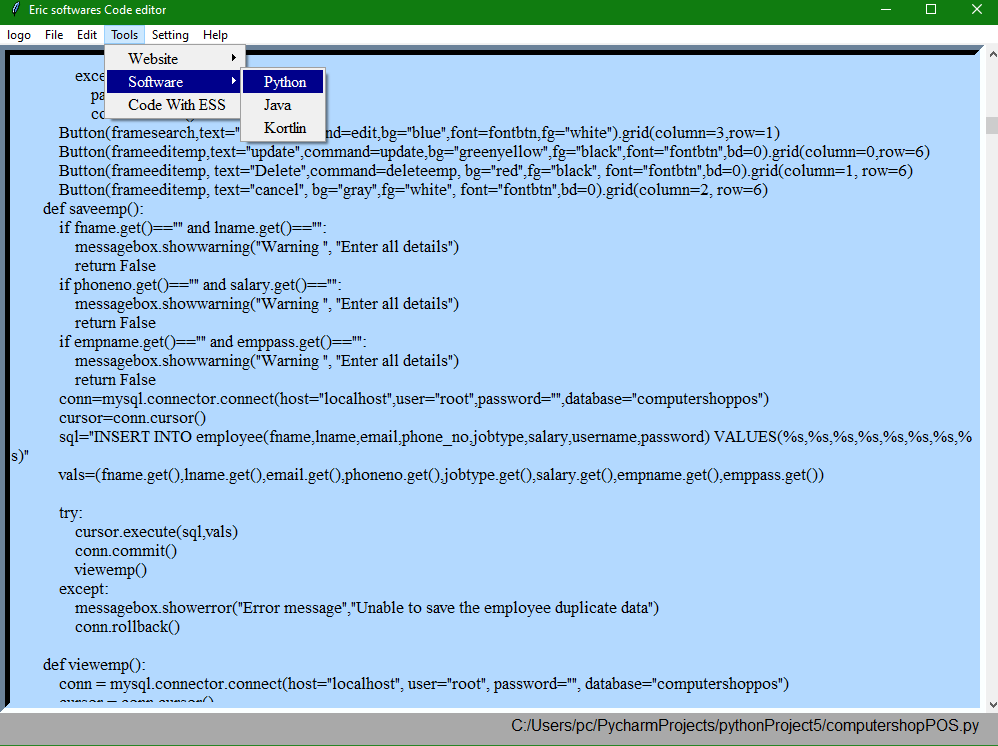 Eric softwares Code editor
logo File Edit Tools Setting Help
Website
Software
Code With ESS
Python
Java
Kortlin
Button(framesearch,text=" nd=edit,bg="blue",font=fontbtn,fg="white").grid(column=3,row=1)
Button(frameeditemp,text="update",command=update,bg="greenyellow",fg="black",font="fontbtn",bd=0).grid(column=0,row=6)
Button(frameeditemp, text="Delete",command=deleteemp, bg="red",fg="black", font="fontbtn",bd=0).grid(column=1, row=6)
Button(frameeditemp, text="cancel", bg="gray",fg="white", font="fontbtn",bd=0).grid(column=2, row=6)
def saveemp():
if fname.get()=="" and lname.get()=="":
messagebox.showwarning("Warning ", "Enter all details")
return False
if phoneno.get()=="" and salary.get()=="":
messagebox.showwarning("Warning ", "Enter all details")
return False
if empname.get()=="" and emppass.get()=="":
messagebox.showwarning("Warning ", "Enter all details")
return False
conn=mysql.connector.connect(host="localhost",user="root",password="",database="computershoppos")
cursor=conn.cursor()
sql="INSERT INTO employee(fname,lname,email,phone_no,jobtype,salary,username,password) VALUES(%s,%s,%s,%s,%s,%s,%s,%
s)"
vals=(fname.get(),lname.get(),email.get(),phoneno.get(),jobtype.get(),salary.get(),empname.get(),emppass.get())
try:
cursor.execute(sql,vals)
conn.commit()
viewemp()
except:
messagebox.showerror("Error message","Unable to save the employee duplicate data")
conn.rollback()
def viewemp():
conn = mysql.connector.connect(host="localhost", user="root", password="", database="computershoppos")
cursor = conn.cursor()
C:/Users/pc/PycharmProjects/pythonProject5/computershopPOS.py